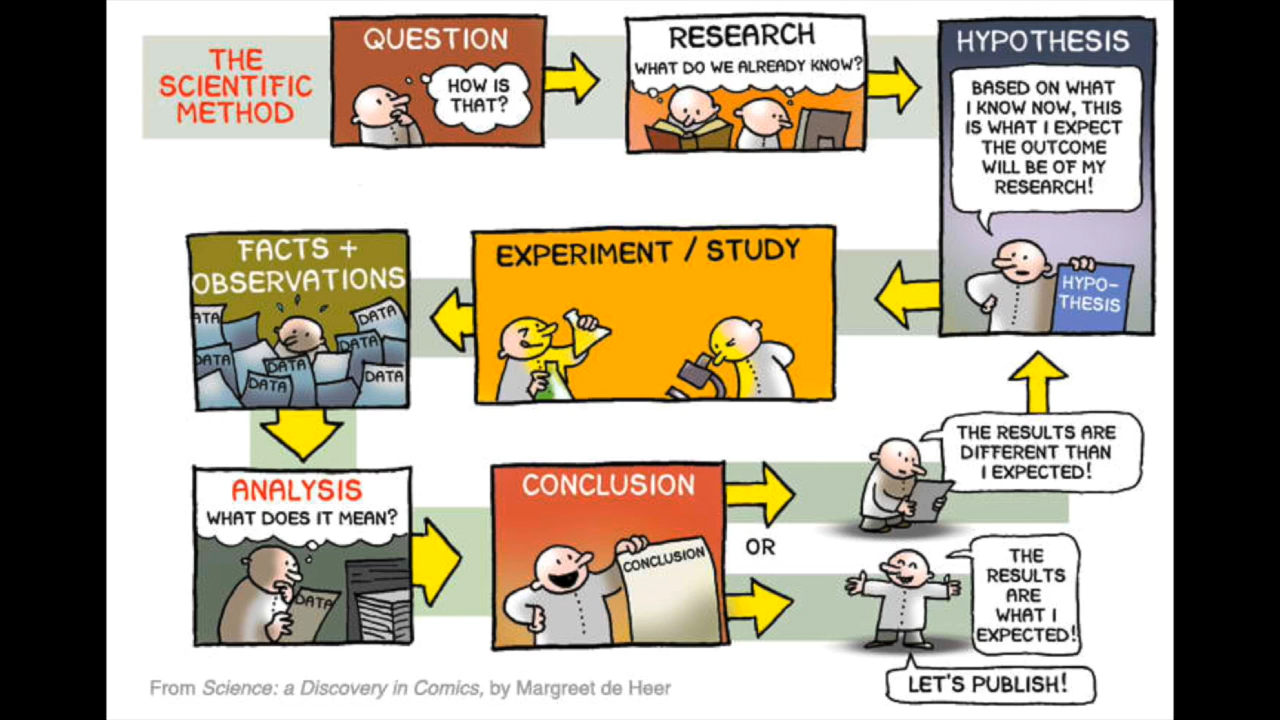 THE
SCIENTIFIC
METHOD
QUESTION
HOW IS
THAT?
RESEARCH
WHAT DO WE ALREADY KNOW?
HYPOTHESIS
BASED ON WHAT
I KNOW NOW, THIS
IS WHAT I EXPECT
THE OUTCOME
WILL BE OF MY
RESEARCH!
HYPO-
THESIS
EXPERIMENT / STUDY
FACTS +
OBSERVATIONS
ATA
DATA
DATA
DATA
DATA
DATA
DATA
ANALYSIS
WHAT DOES IT MEAN?
DATA
CONCLUSION
CONCLUSION
OR
THE RESULTS ARE
DIFFERENT THAN
I EXPECTED!
THE
RESULTS
ARE
WHAT I
EXPECTED!
LET'S PUBLISH!
From Science: a Discovery in Comics, by Margreet de Heer